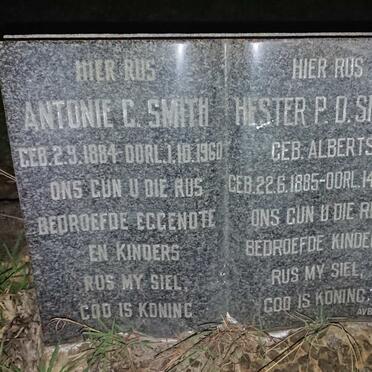 HIER RUS
ANTONIE C. SMITH
GEB. 2.9.1884-OORL. 1.10.1960
ONS GUN U DIE RUS
BEDROEFDE EGGENOTE
EN KINDERS
RUS MY SIEL,
GOD IS KONING.
HIER RUS
HESTER P.D. S
GEB. ALBERTS
GEB. 22.6.1885-OORL. 14
ONS GUN U DIE R
BEDROEFDE KINDE
RUS MY SIEL,
GOD IS KONING.
AVB